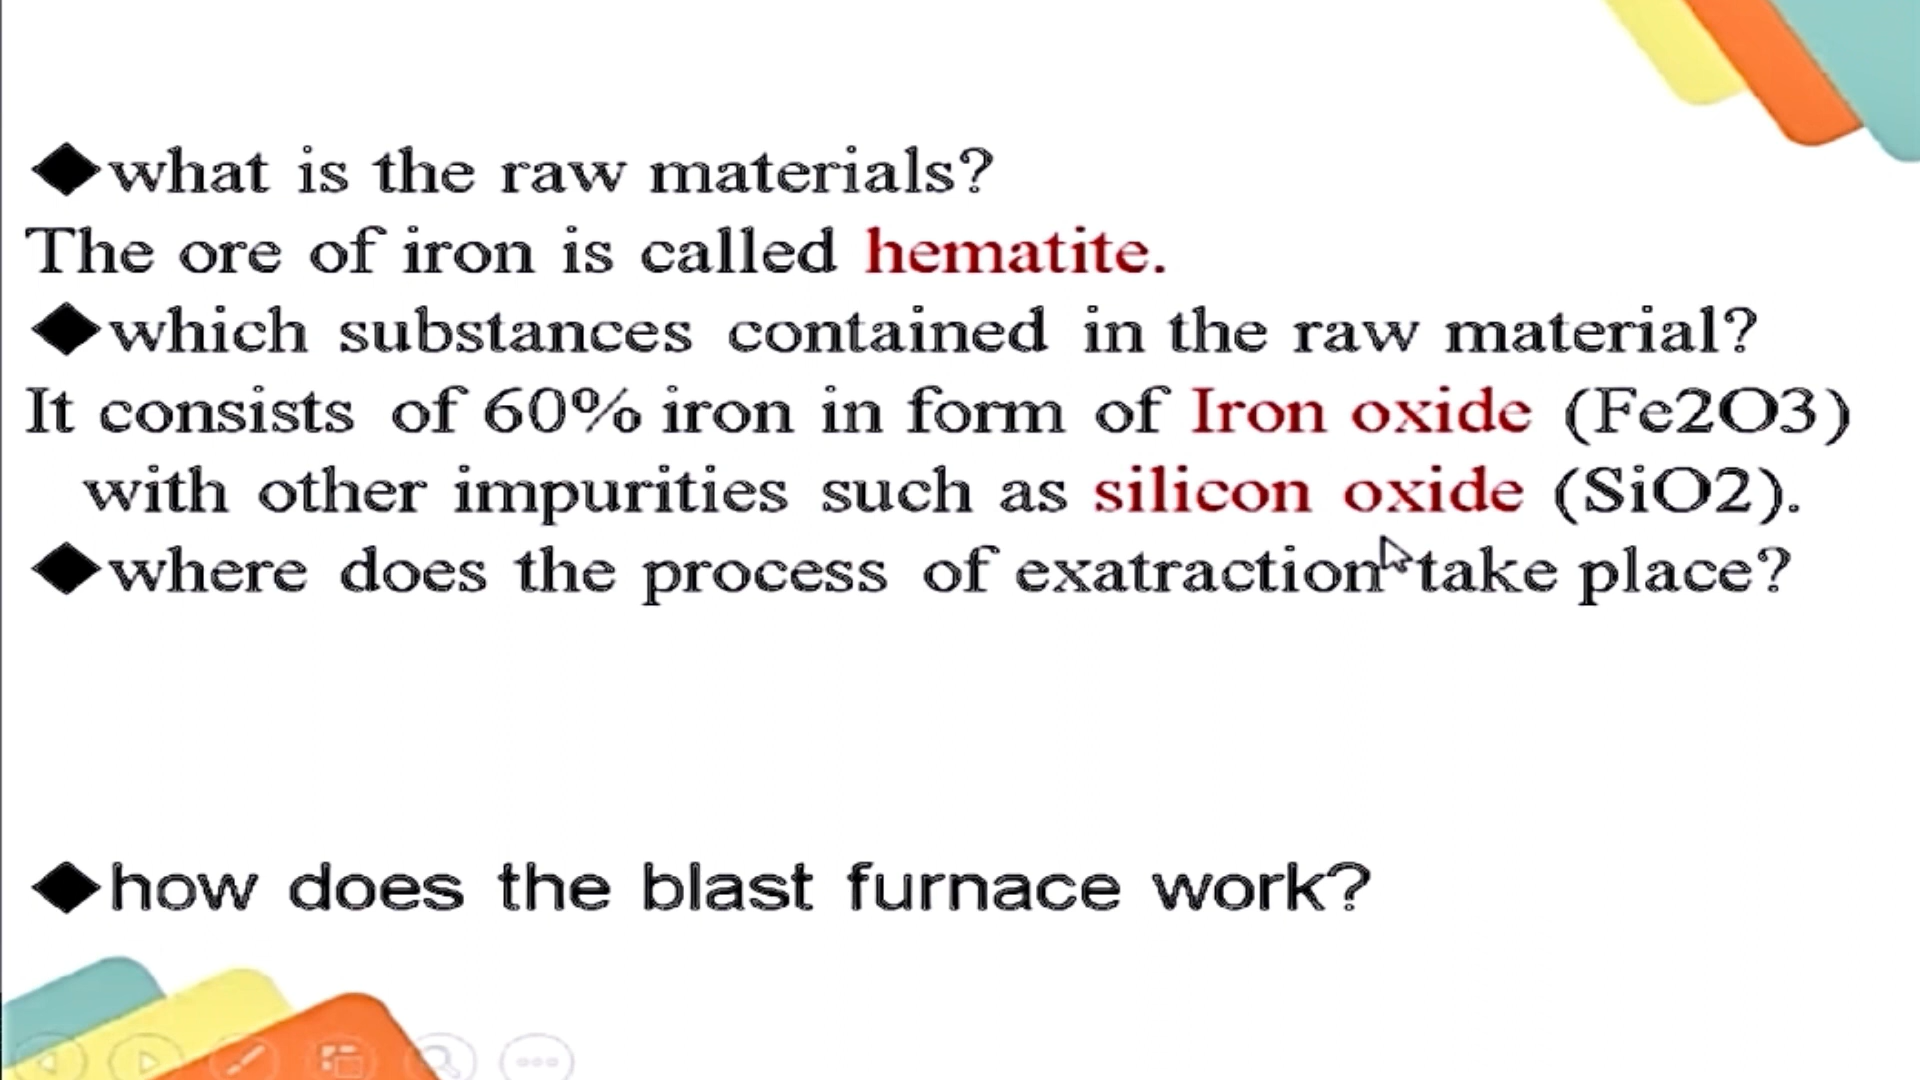 ◆what is the raw materials?
The ore of iron is called hematite.
◆which substances contained in the raw material?
It consists of 60% iron in form of Iron oxide (Fe2O3)
with other impurities such as silicon oxide (SiO2).
◆where does the process of exatraction take place?
◆how does the blast furnace work?